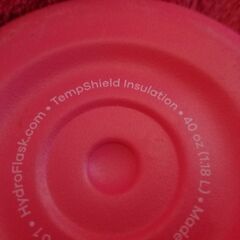 HydroFlask.com • TempShield Insulation • 40 oz (1.18 L) •